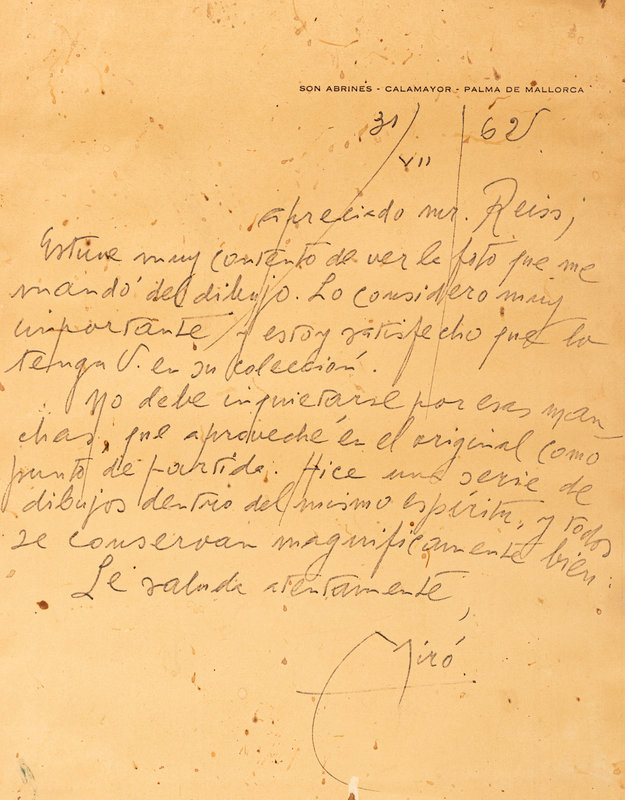 SON ABRINES - CALAMAYOR - PALMA DE MALLORCA
31/VII/62
apreciado mr. Reiss;
Estuve muy contento de ver la foto que me
mandó del dibujo. Lo considero muy
importante y estoy satisfecho que lo
tenga V. en su colección.
No debe inquietarse por esas man-
chas, que aproveché en el original como
punto de partida. Hice una serie de
dibujos dentro del mismo espíritu, y todos
se conservan magnificamente bien.
Le saluda atentamente,
Miró.